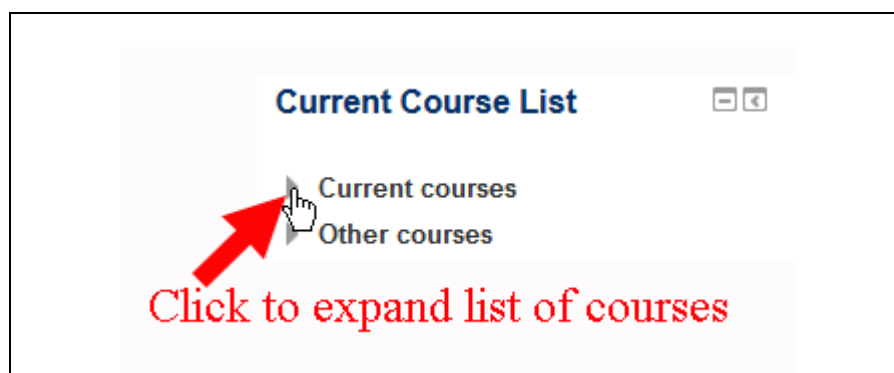 Current Course List
Current courses
Other courses
Click to expand list of courses